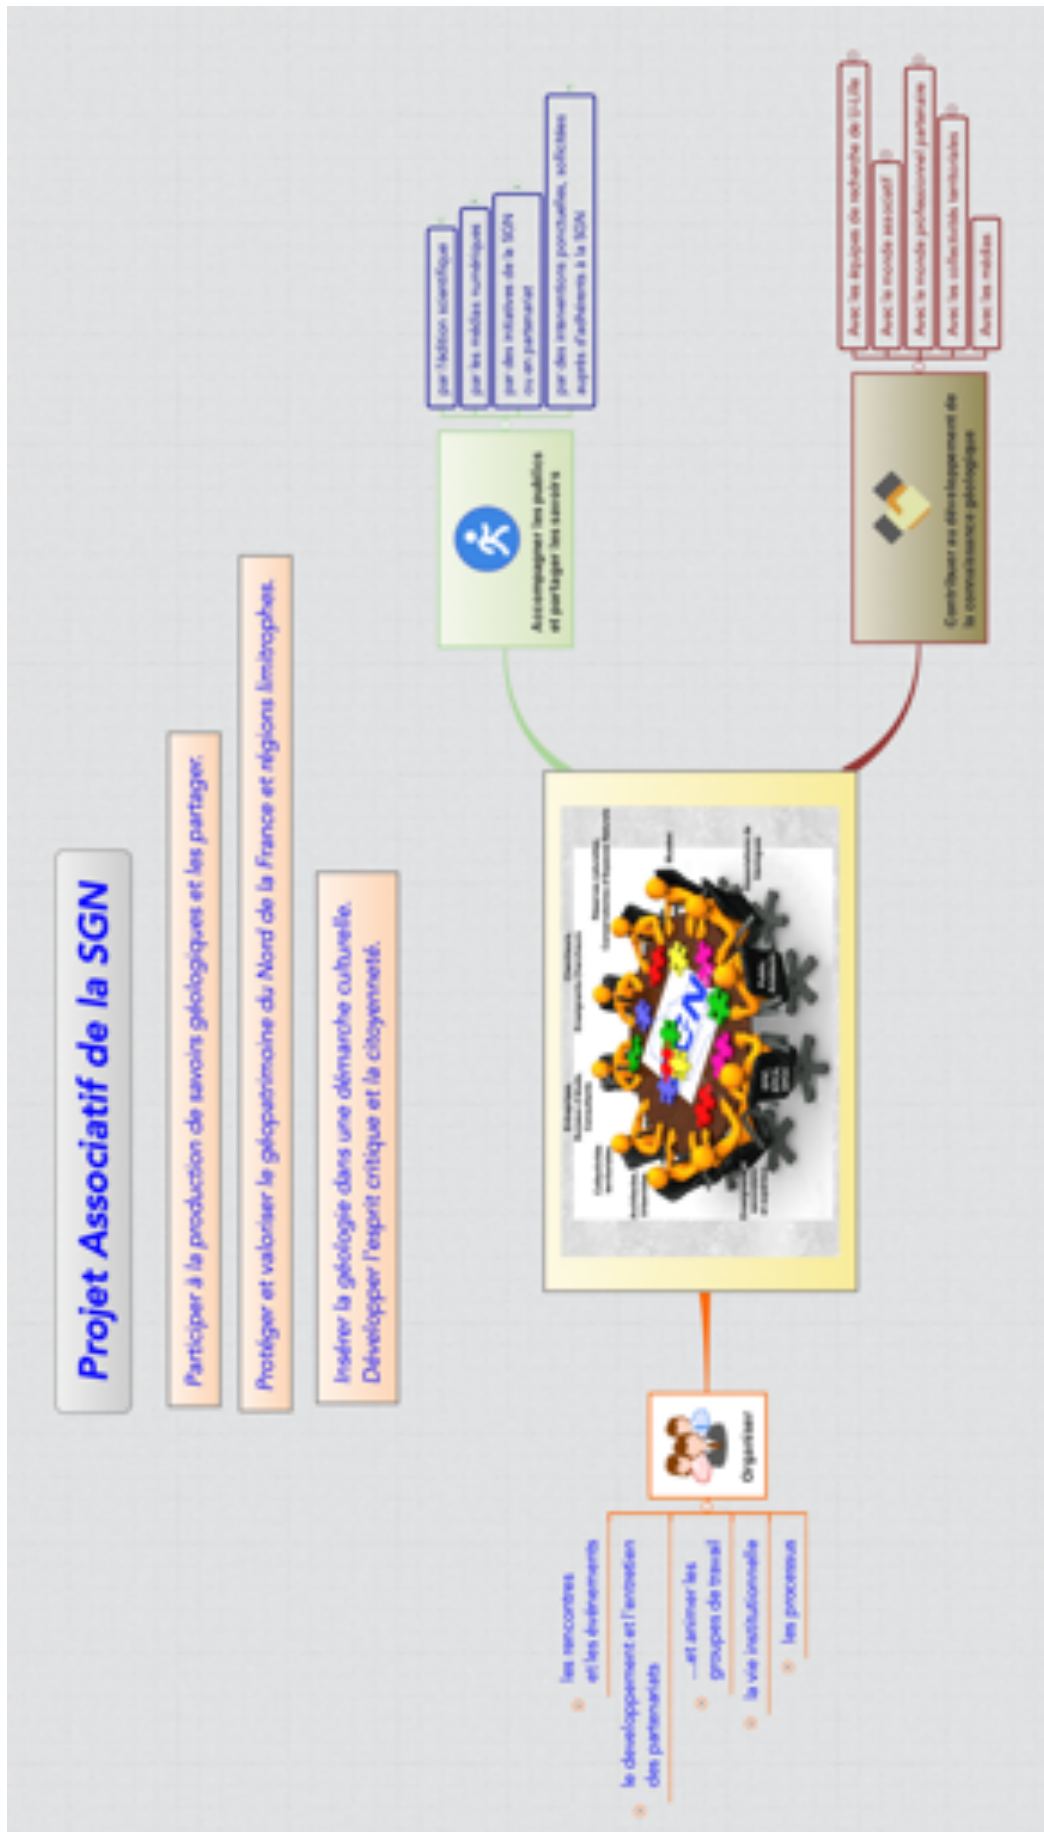 Projet Associatif de la SGN
Participer à la production de savoirs géologiques et les partager.
Protéger et valoriser le géopatrimoine du Nord de la France et régions limitrophes.
Insérer la géologie dans une démarche culturelle.
Développer l'esprit critique et la citoyenneté.
les rencontres
et les événements
le développement et l'entretien
des partenariats
...et animer les
groupes de travail
la vie institutionnelle
les processus
Organiser
Accompagner les publics
et partager les savoirs
par l'édition scientifique
par les médias numériques
par des initiatives de la SGN
ou en partenariat
par des interventions ponctuelles, sollicitées
auprès d'adhérents à la SGN
Contribuer au développement de
la connaissance géologique
Avec les équipes de recherche de U-Lille
Avec le monde associatif
Avec le monde professionnel partenaire
Avec les collectivités territoriales
Avec les médias